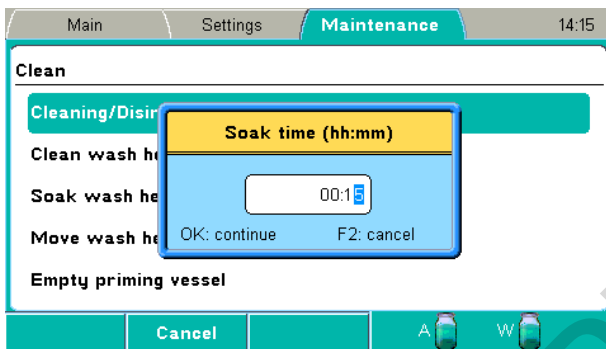 Main Settings Maintenance 14:15
Clean
Cleaning/Disin
Soak time (hh:mm)
Clean wash he
00:15
Soak wash he
OK: continue F2: cancel
Move wash he
Empty priming vessel
Cancel A W